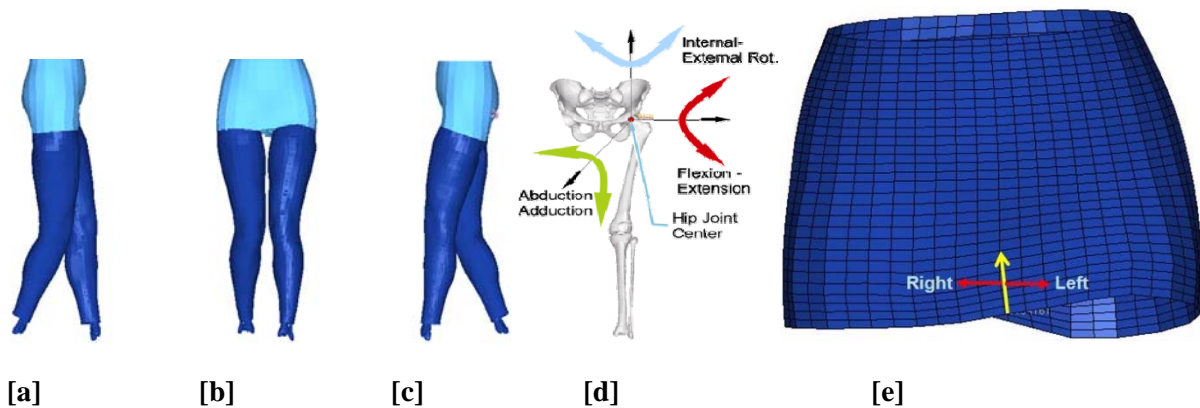 Internal-
External Rot.
Flexion -
Extension
Abduction
Adduction
Hip Joint
Center
Right
Left
[a]
[b]
[c]
[d]
[e]